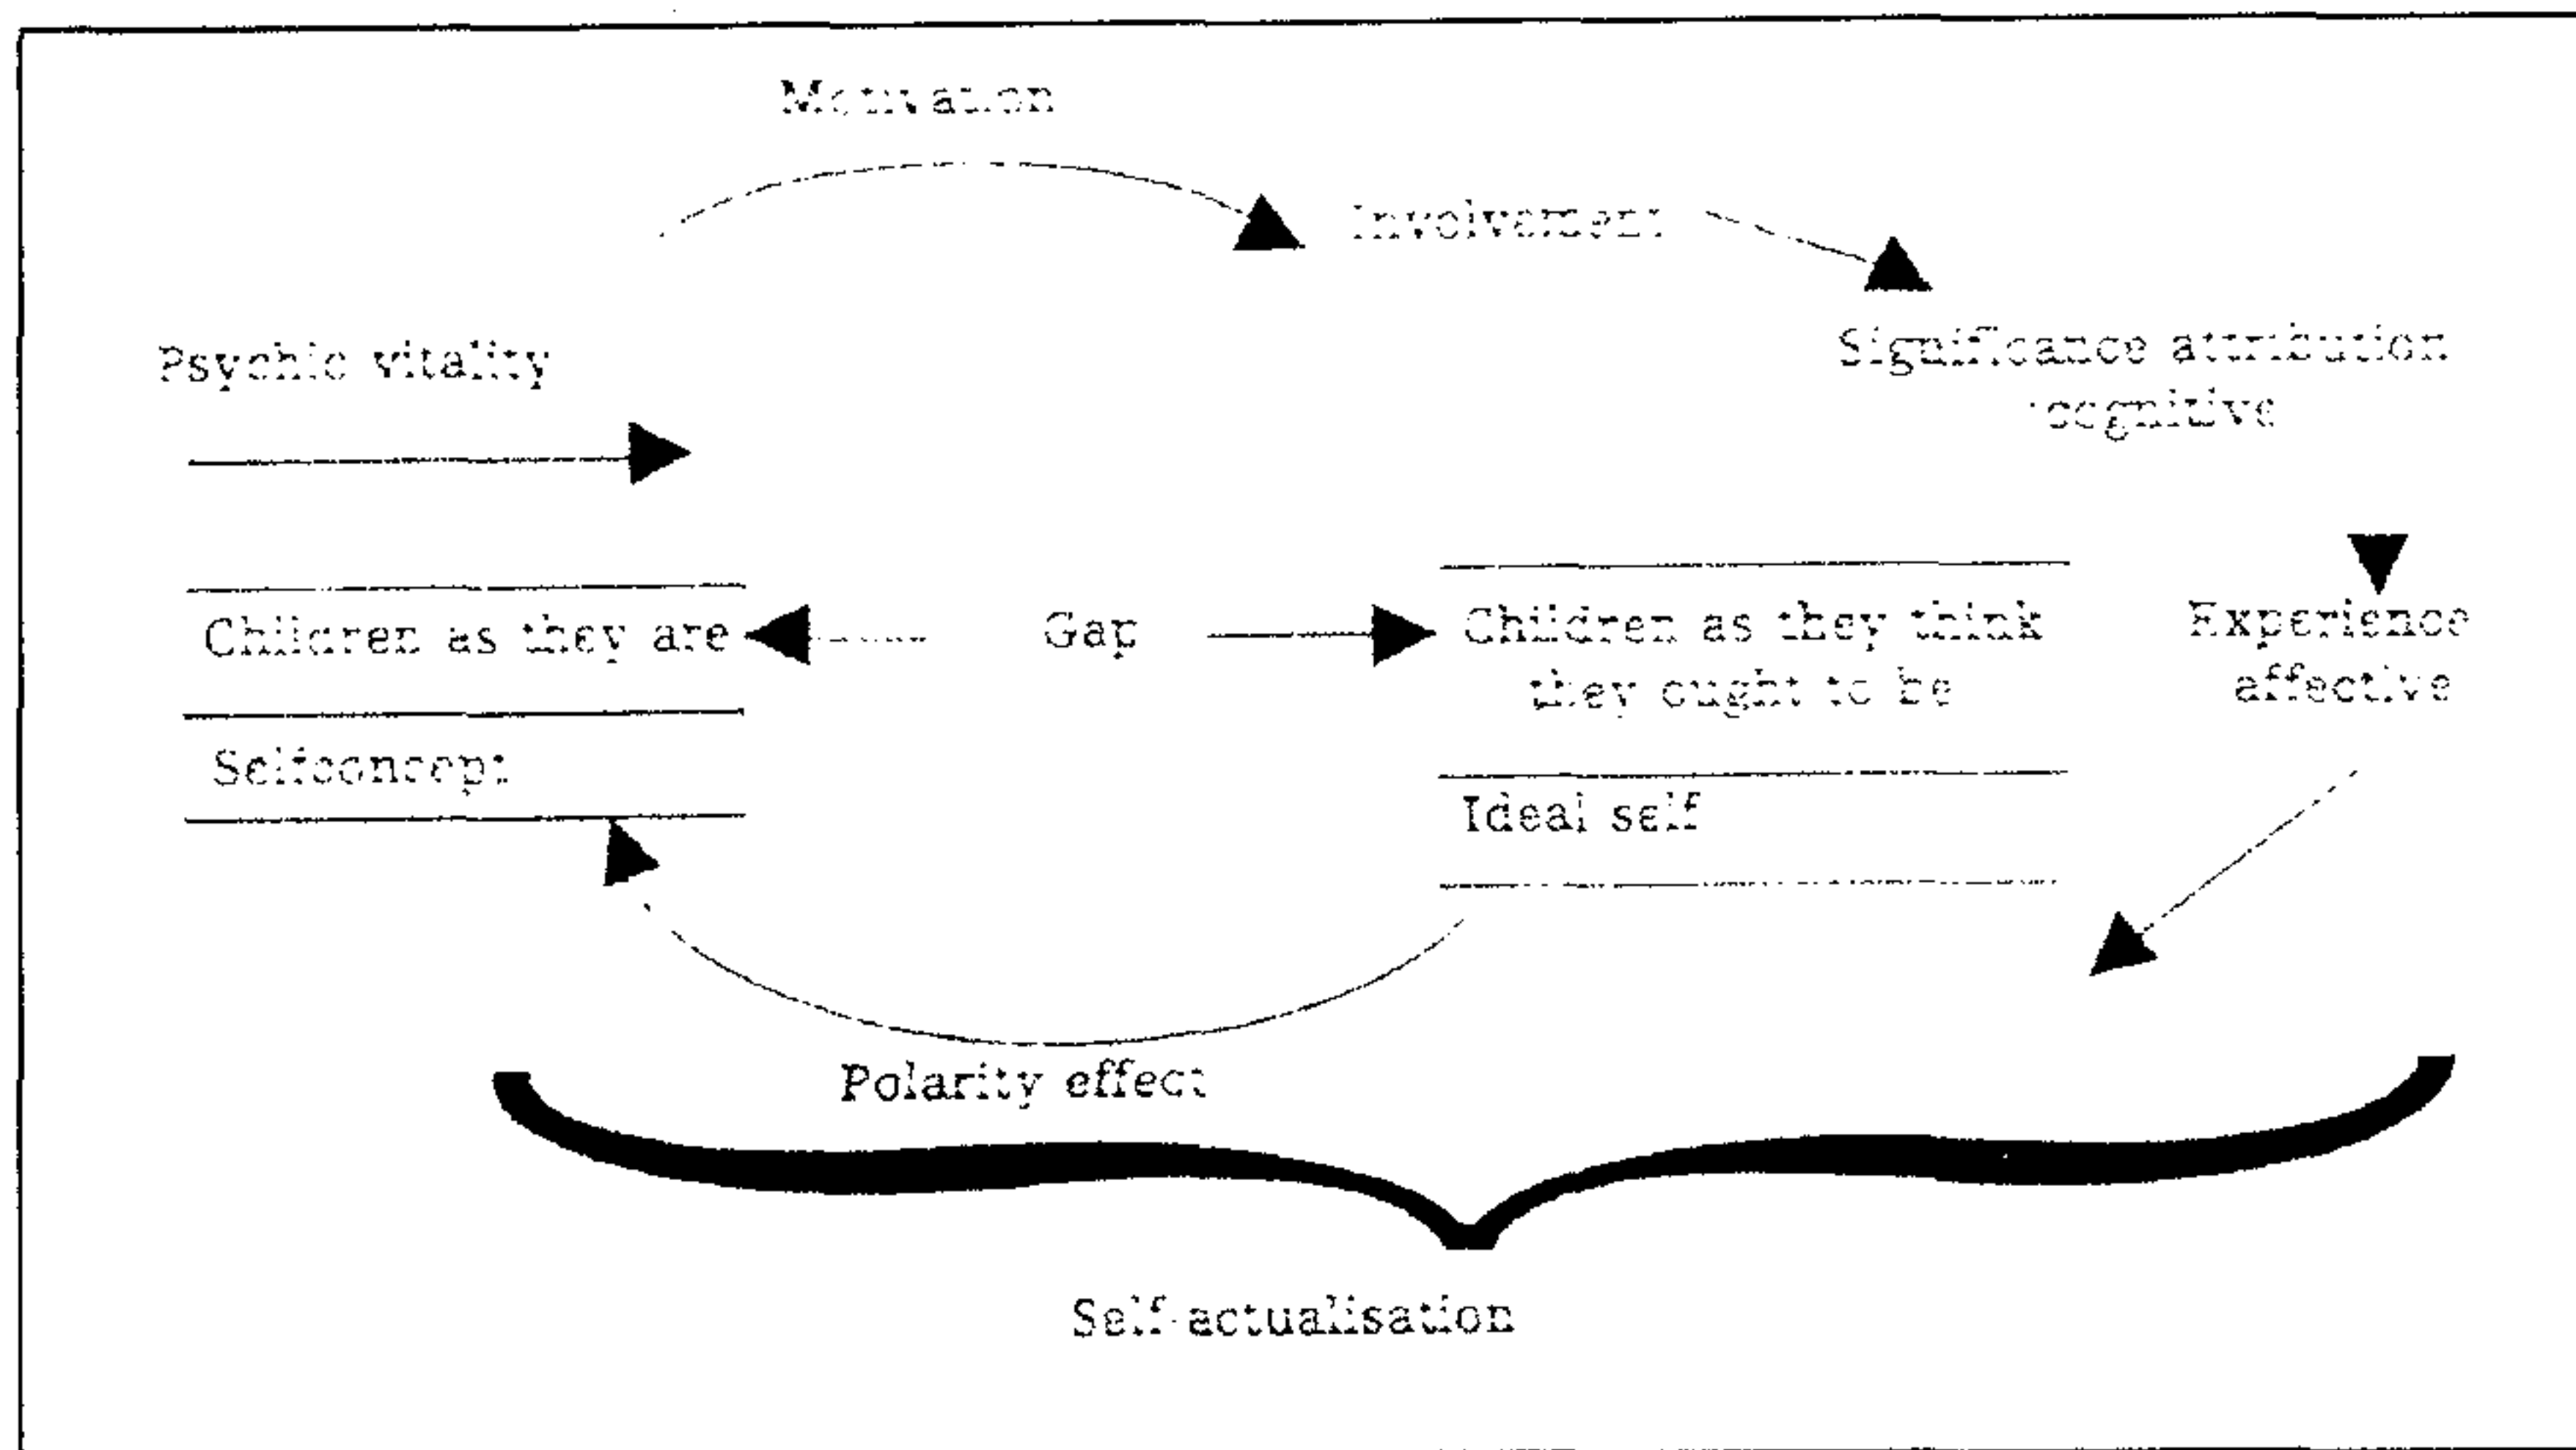 Motivation
Involvement
Psychic vitality
Significance attribution
cognitive
Children as they are
Gap
Children as they think
they ought to be
Experience
affective
Selfconcept
Ideal self
Polarity effect
Self-actualisation